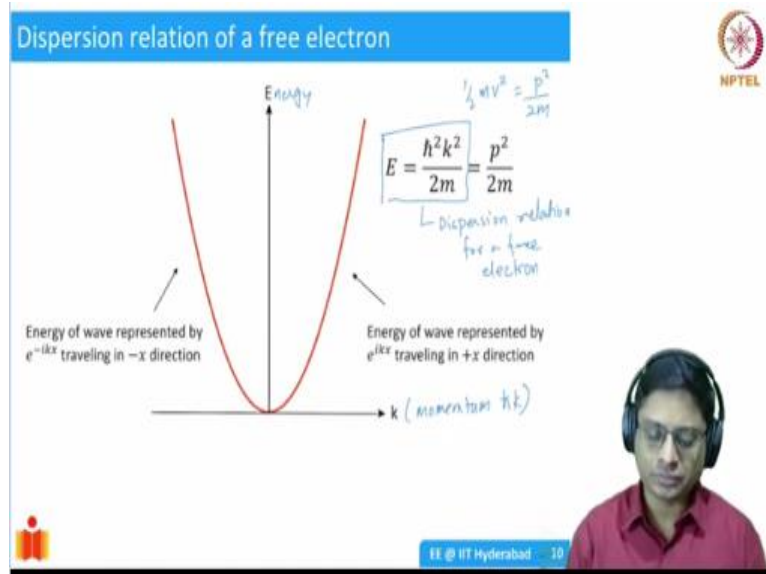 Dispersion relation of a free electron
NPTEL
Energy
½ mv² = p²/2m
E = ħ²k²/2m = p²/2m
Dispersion relation
for a free
electron
Energy of wave represented by
e^{-ikx} traveling in −x direction
Energy of wave represented by
e^{ikx} traveling in +x direction
k (momentum ħk)
EE @ IIT Hyderabad 10